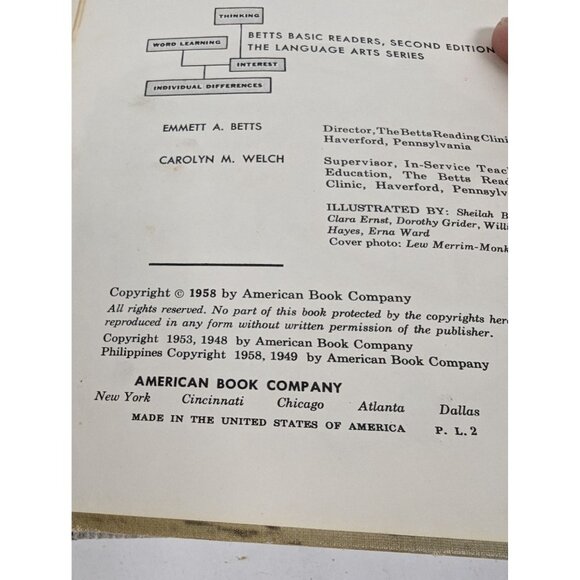 THINKING
WORD LEARNING
INTEREST
INDIVIDUAL DIFFERENCES
BETTS BASIC READERS, SECOND EDITION
THE LANGUAGE ARTS SERIES
EMMETT A. BETTS
Director, The Betts Reading Clini
Haverford, Pennsylvania
CAROLYN M. WELCH
Supervisor, In-Service Teac
Education, The Betts Read
Clinic, Haverford, Pennsylv
ILLUSTRATED BY: Sheilah B
Clara Ernst, Dorothy Grider, Willi
Hayes, Erna Ward
Cover photo: Lew Merrim-Monk
Copyright © 1958 by American Book Company
All rights reserved. No part of this book protected by the copyrights here
reproduced in any form without written permission of the publisher.
Copyright 1953, 1948 by American Book Company
Philippines Copyright 1958, 1949 by American Book Company
AMERICAN BOOK COMPANY
New York Cincinnati Chicago Atlanta Dallas
MADE IN THE UNITED STATES OF AMERICA P. L. 2